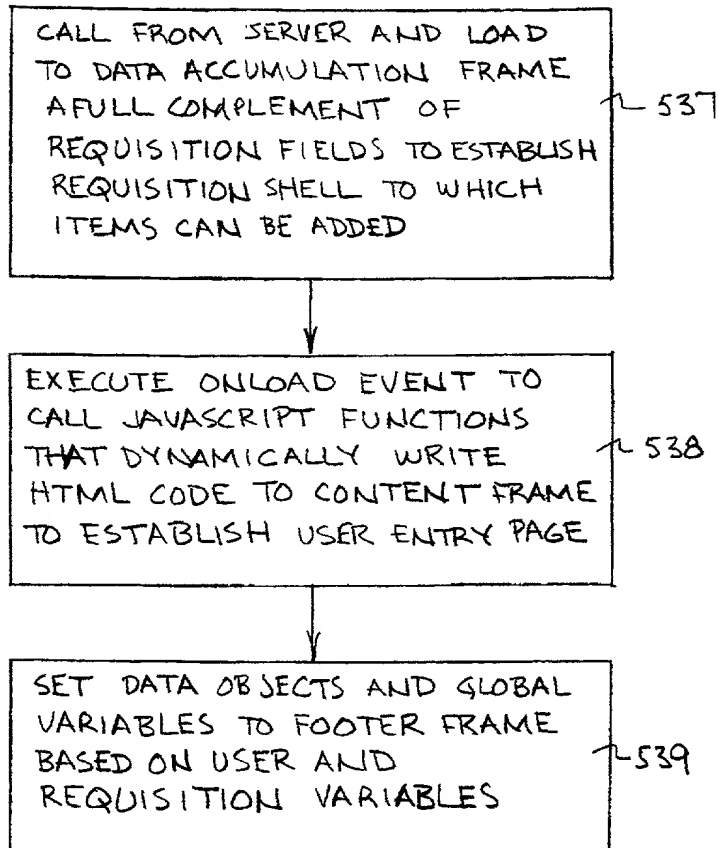 CALL FROM SERVER AND LOAD
TO DATA ACCUMULATION FRAME
AFULL COMPLEMENT OF
REQUISITION FIELDS TO ESTABLISH
REQUISITION SHELL TO WHICH
ITEMS CAN BE ADDED
537
EXECUTE ONLOAD EVENT TO
CALL JAVASCRIPT FUNCTIONS
THAT DYNAMICALLY WRITE
HTML CODE TO CONTENT FRAME
TO ESTABLISH USER ENTRY PAGE
538
SET DATA OBJECTS AND GLOBAL
VARIABLES TO FOOTER FRAME
BASED ON USER AND
REQUISITION VARIABLES
539